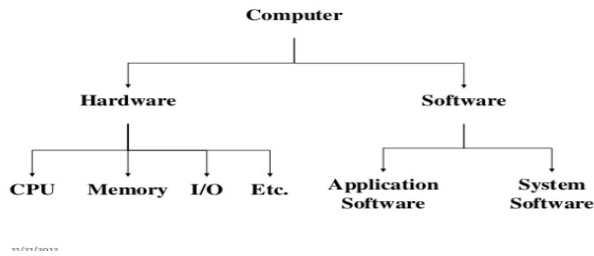 Computer
Hardware Software
CPU Memory I/O Etc. Application Software System Software